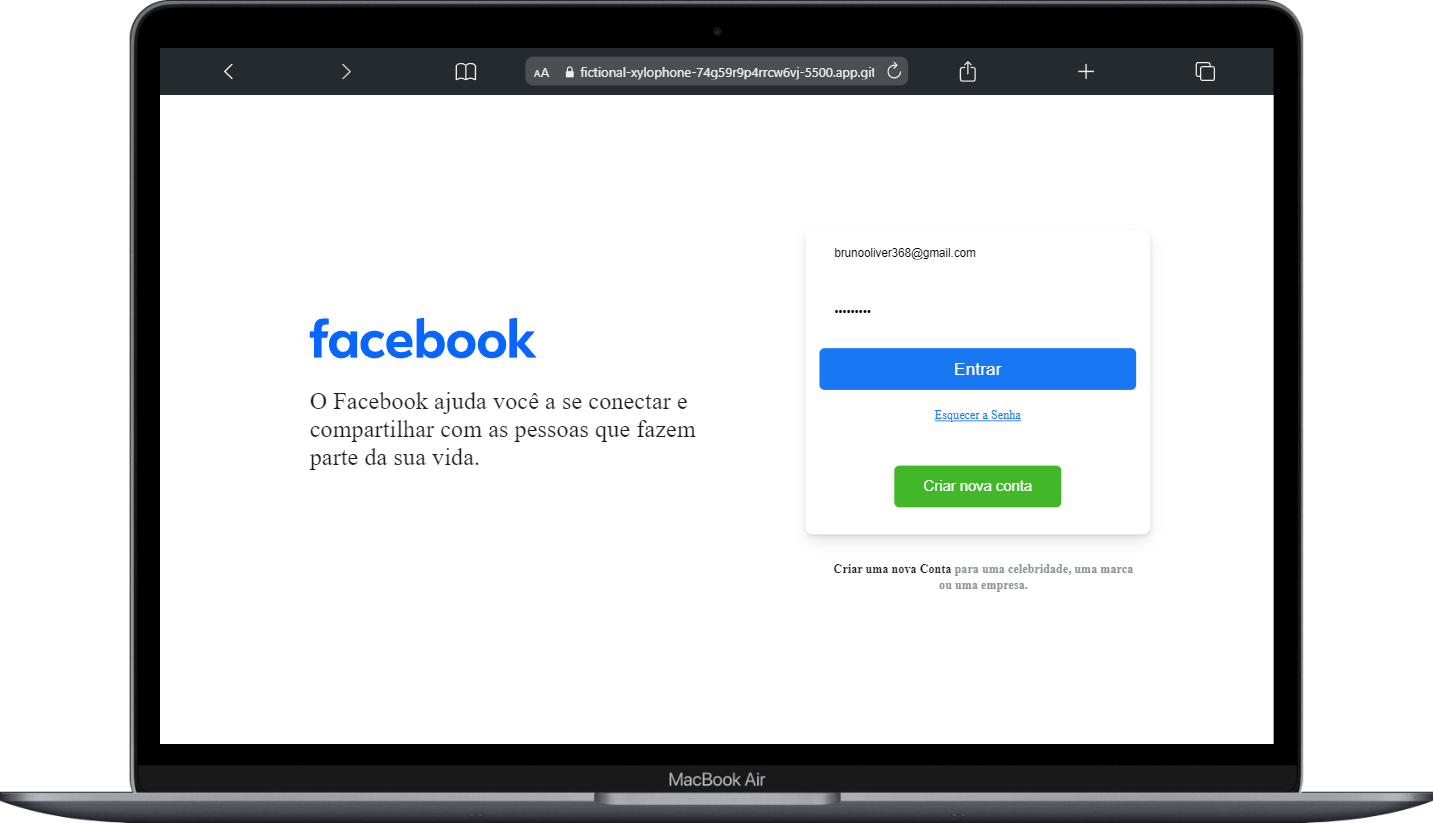 AA fictional-xylophone-74g59r9p4rrcw6vj-5500.app.git
facebook
O Facebook ajuda você a se conectar e
compartilhar com as pessoas que fazem
parte da sua vida.
brunooliver368@gmail.com
•••••••••
Entrar
Esquecer a Senha
Criar nova conta
Criar uma nova Conta para uma celebridade, uma marca
ou uma empresa.
MacBook Air